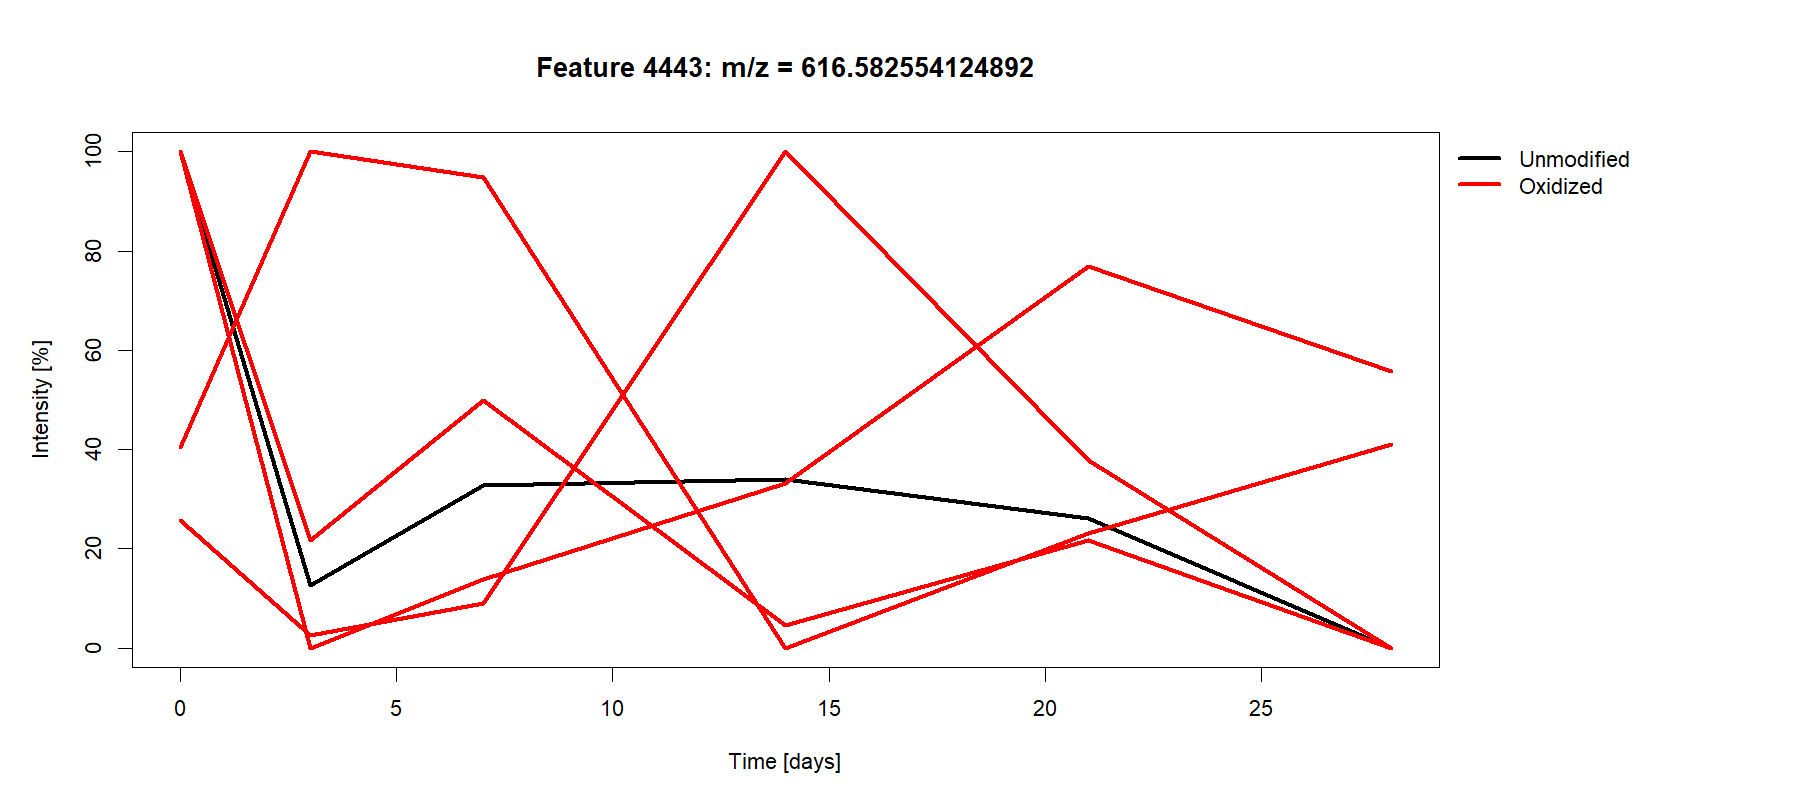 Feature 4443: m/z = 616.582554124892
Unmodified
Oxidized
Intensity [%]
100
80
60
40
20
0
0 5 10 15 20 25
Time [days]